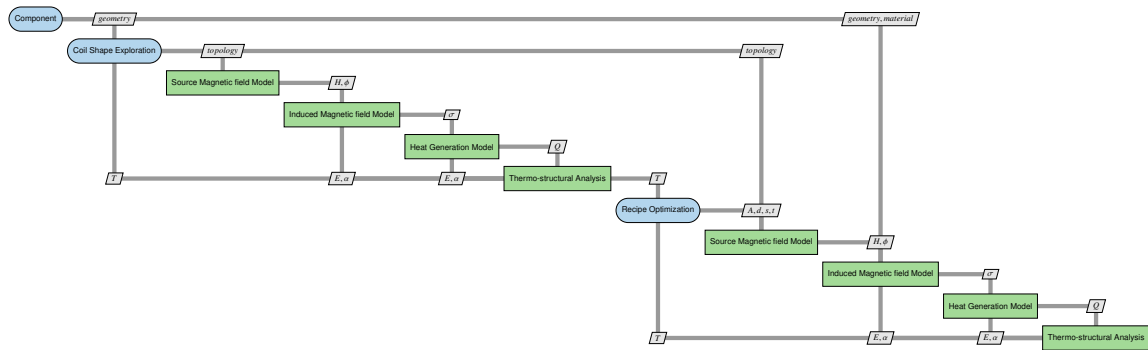 Component
geometry
geometry, material
Coil Shape Exploration
topology
topology
Source Magnetic field Model
H, ϕ
Induced Magnetic field Model
σ
Heat Generation Model
Q
T
E, α
E, α
Thermo-structural Analysis
T
Recipe Optimization
A, d, s, t
Source Magnetic field Model
H, ϕ
Induced Magnetic field Model
σ
Heat Generation Model
Q
T
E, α
E, α
Thermo-structural Analysis